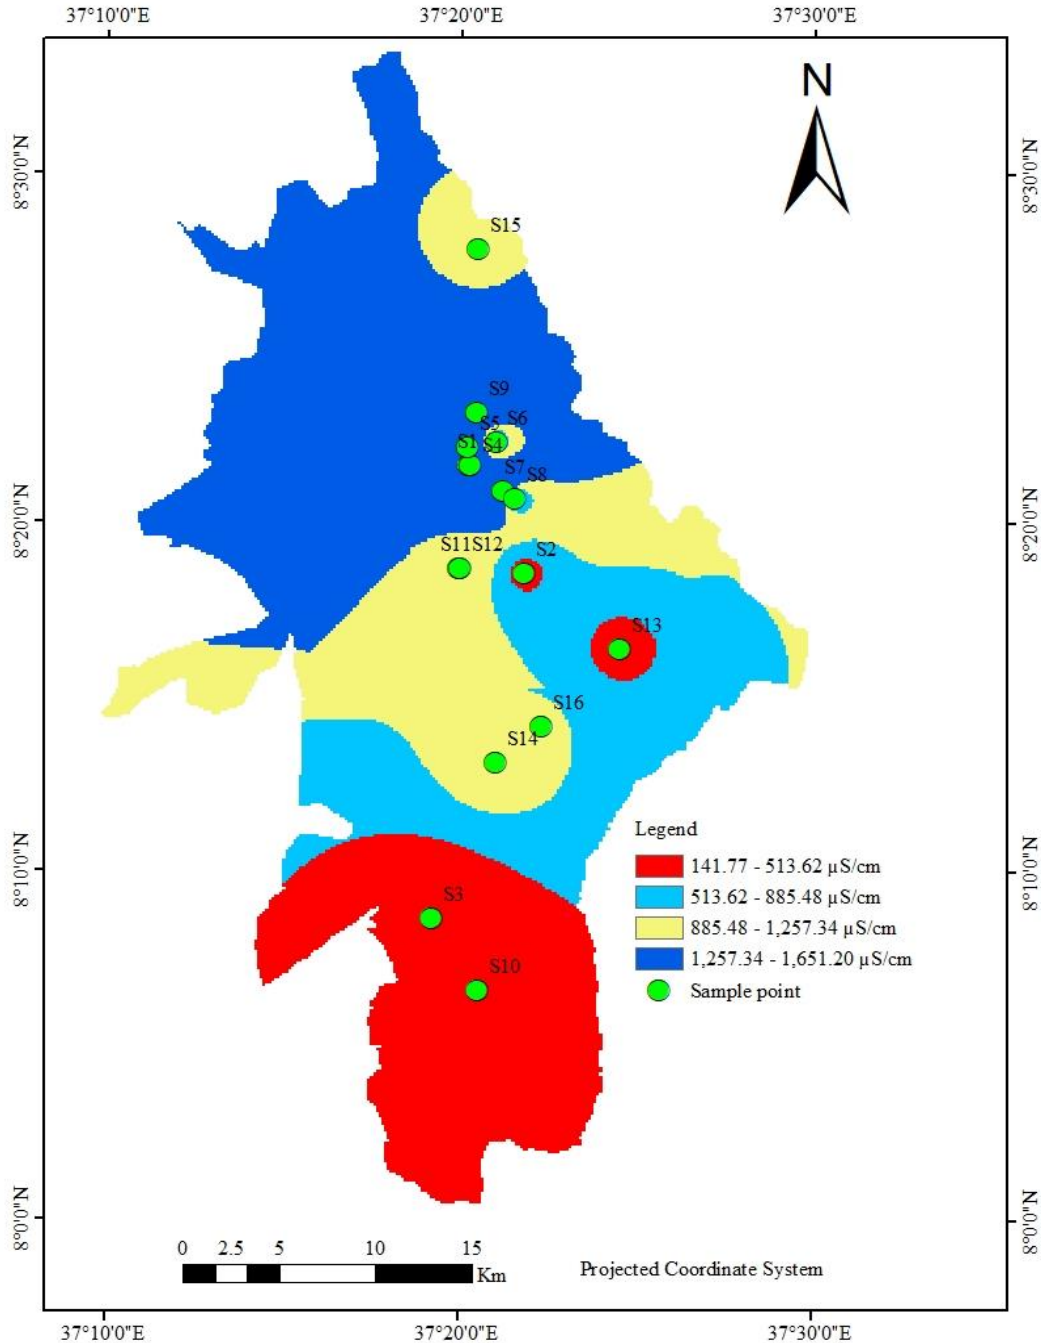 37°10'0"E 37°20'0"E 37°30'0"E
N
8°30'0"N 8°30'0"N
S15
S9
S6
S5
S1 S4
S7
S8
8°20'0"N 8°20'0"N
S11 S12 S2
S13
S16
S14
Legend
141.77 - 513.62 µS/cm
8°10'0"N 8°10'0"N
513.62 - 885.48 µS/cm
S3
885.48 - 1,257.34 µS/cm
1,257.34 - 1,651.20 µS/cm
S10
Sample point
8°0'0"N 8°0'0"N
0 2.5 5 10 15
Km
Projected Coordinate System
37°10'0"E 37°20'0"E 37°30'0"E